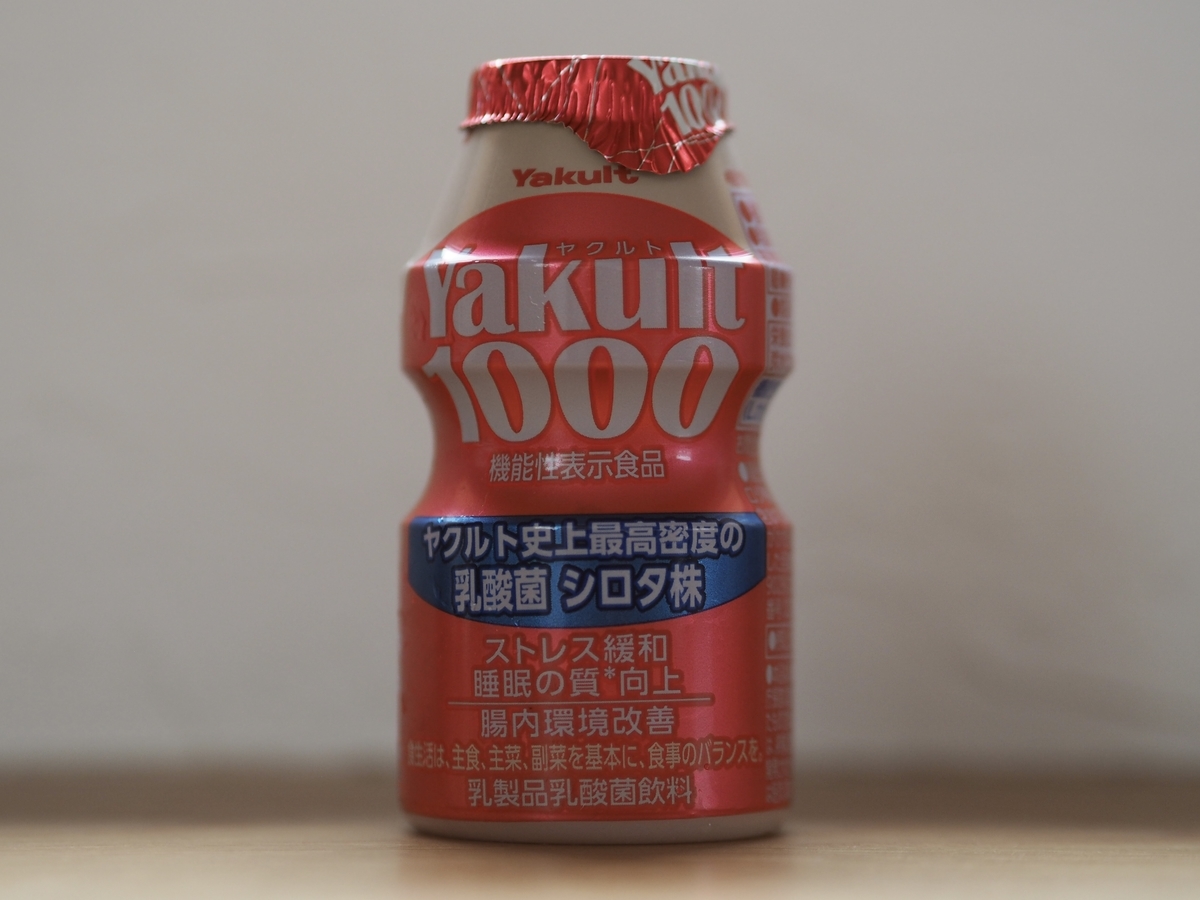 Yakult
1000
Yakult
ヤクルト
Yakult
1000
機能性表示食品
ヤクルト史上最高密度の
乳酸菌 シロタ株
ストレス緩和
睡眠の質*向上
腸内環境改善
食生活は、主食、主菜、副菜を基本に、食事のバランスを。
乳製品乳酸菌飲料